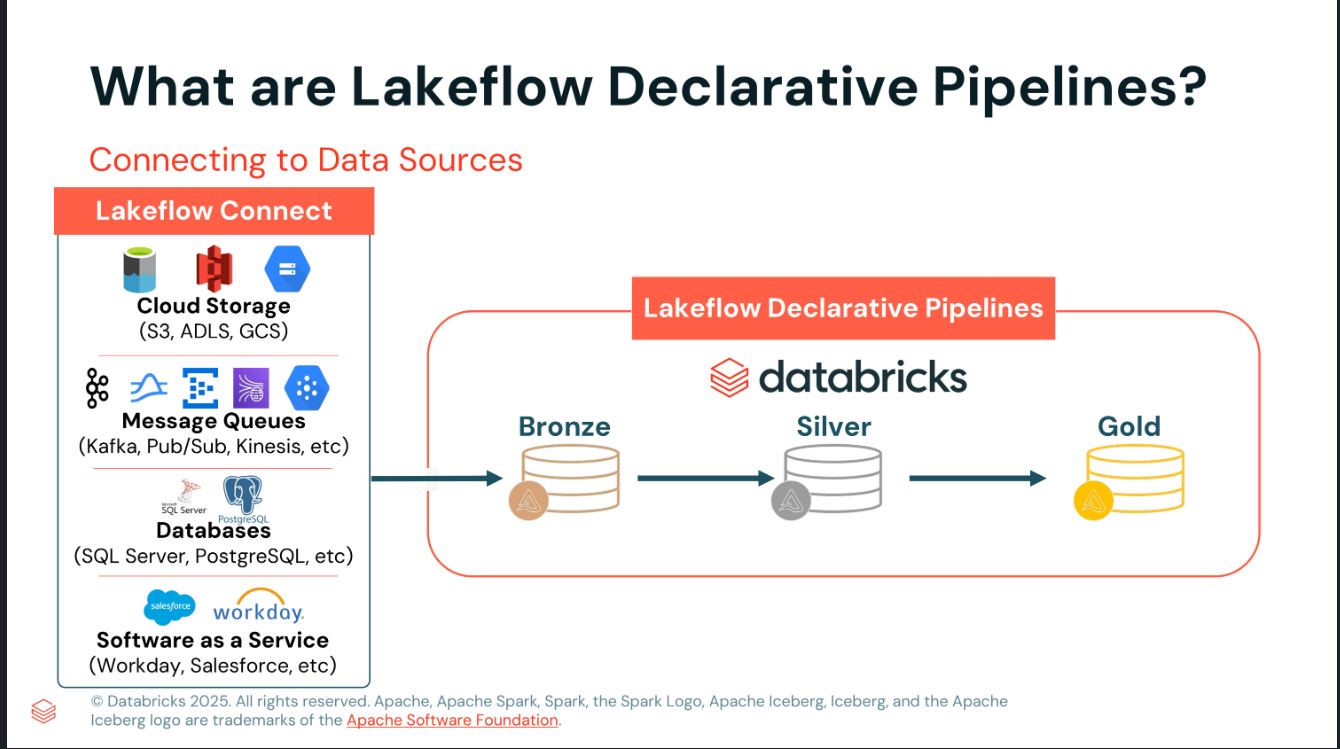 What are Lakeflow Declarative Pipelines?
Connecting to Data Sources
Lakeflow Connect
Cloud Storage
(S3, ADLS, GCS)
Message Queues
(Kafka, Pub/Sub, Kinesis, etc)
Microsoft
SQL Server
PostgreSQL
Databases
(SQL Server, PostgreSQL, etc)
salesforce
workday.
Software as a Service
(Workday, Salesforce, etc)
Lakeflow Declarative Pipelines
databricks
Bronze
Silver
Gold
© Databricks 2025. All rights reserved. Apache, Apache Spark, Spark, the Spark Logo, Apache Iceberg, Iceberg, and the Apache
Iceberg logo are trademarks of the Apache Software Foundation.